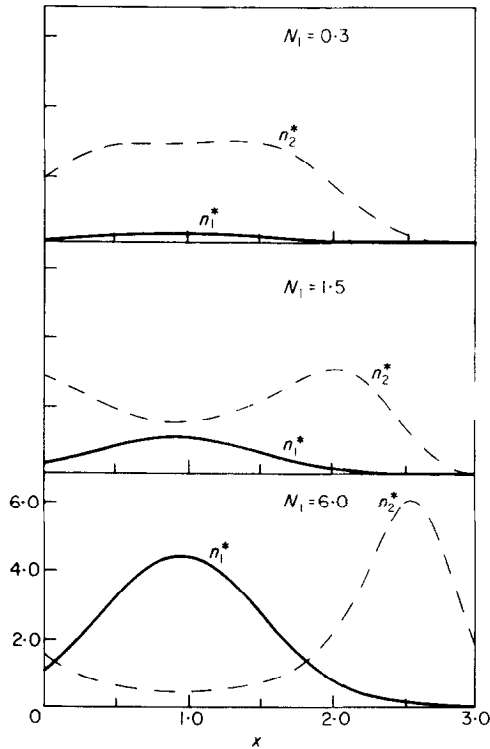 N₁ = 0·3
n₂*
n₁*
N₁ = 1·5
n₂*
n₁*
6·0
N₁ = 6·0
n₂*
n₁*
4·0
2·0
0
1·0
2·0
3·0
x